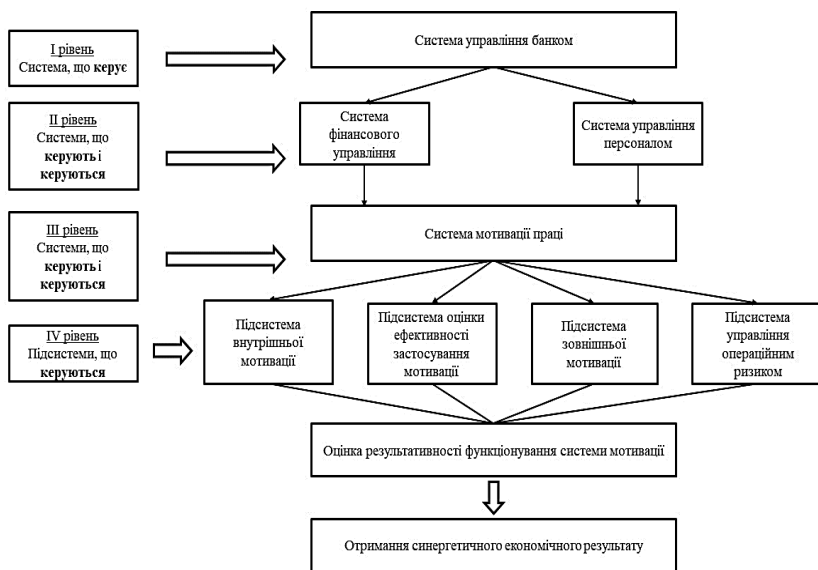 І рівень
Система, що керує
Система управління банком
ІІ рівень
Системи, що
керують і
керуються
Система
фінансового
управління
Система управління
персоналом
ІІІ рівень
Системи, що
керують і
керуються
Система мотивації праці
IV рівень
Підсистеми, що
керуються
Підсистема
внутрішньої
мотивації
Підсистема оцінки
ефективності
застосування
мотивації
Підсистема
зовнішньої
мотивації
Підсистема
управління
операційним
ризиком
Оцінка результативності функціонування системи мотивації
Отримання синергетичного економічного результату